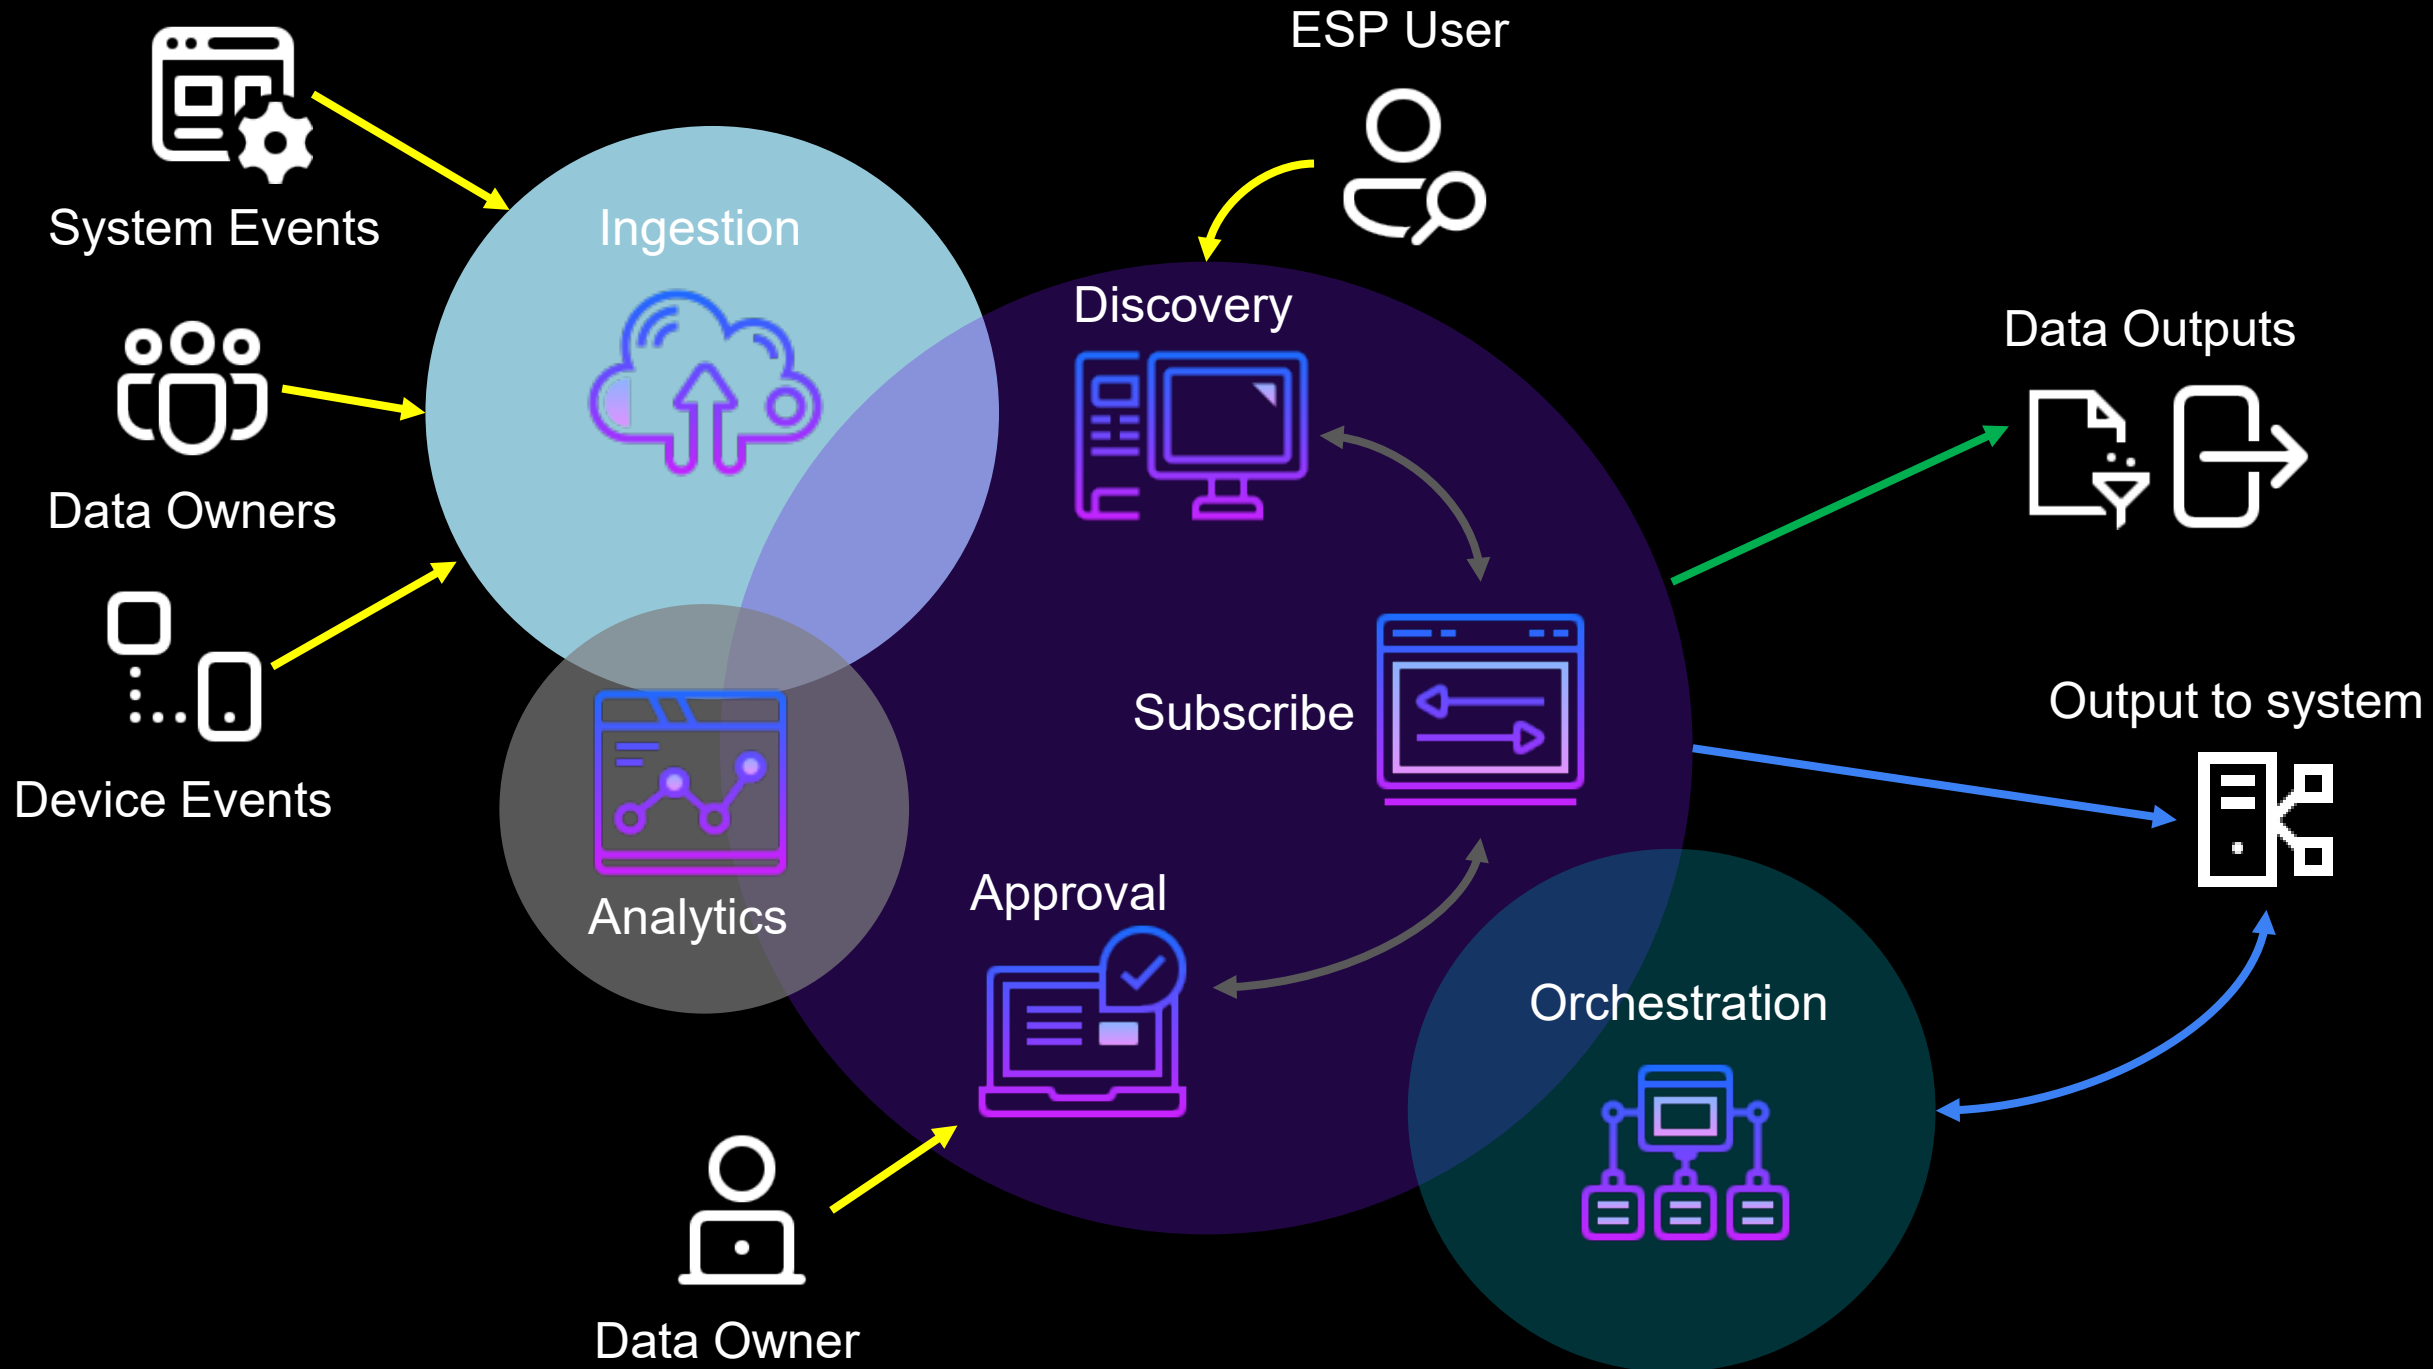 ESP User
System Events
Ingestion
Discovery
Data Outputs
Data Owners
Subscribe
Output to system
Device Events
Approval
Analytics
Orchestration
Data Owner